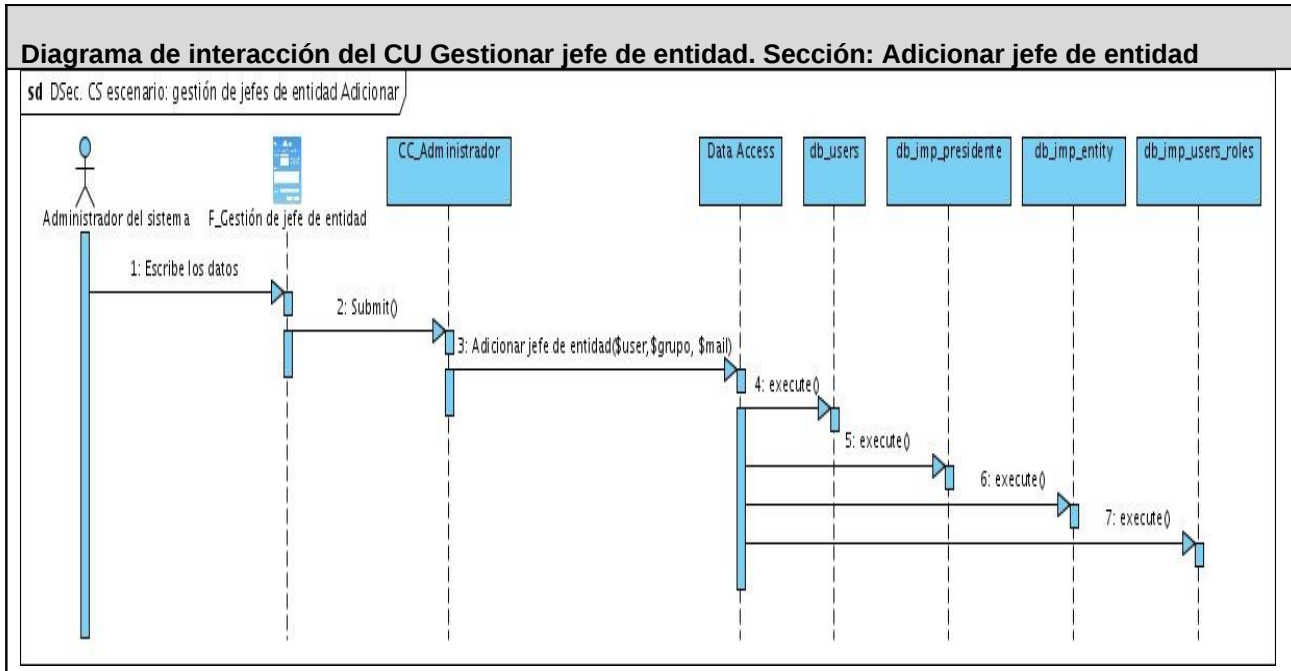 Diagrama de interacción del CU Gestionar jefe de entidad. Sección: Adicionar jefe de entidad
sd DSec. CS escenario: gestión de jefes de entidad Adicionar
CC_Administrador
Data Access
db_users
db_imp_presidente
db_imp_entity
db_imp_users_roles
Administrador del sistema
F_Gestión de jefe de entidad
1: Escribe los datos
2: Submit()
3: Adicionar jefe de entidad($user,$grupo, $mail)
4: execute()
5: execute()
6: execute()
7: execute()